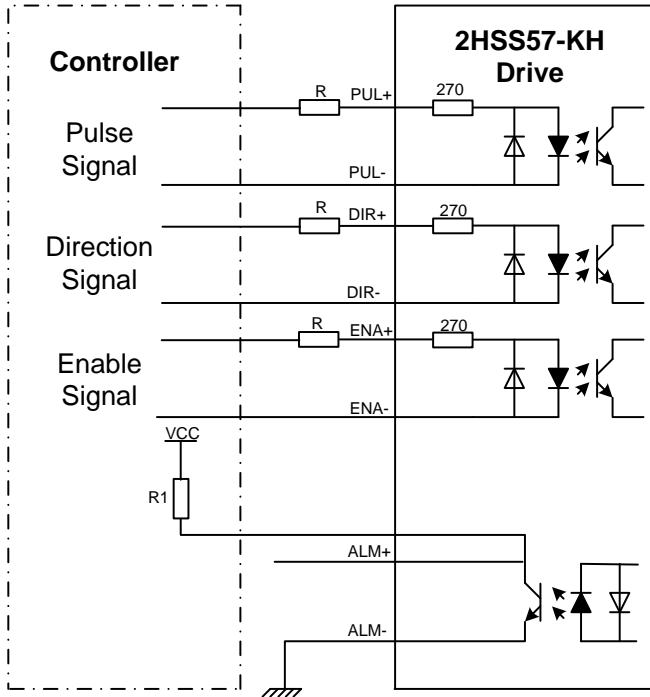 Controller
2HSS57-KH
Drive
R
PUL+
270
Pulse
Signal
PUL-
R
DIR+
270
Direction
Signal
DIR-
R
ENA+
270
Enable
Signal
ENA-
VCC
R1
ALM+
ALM-